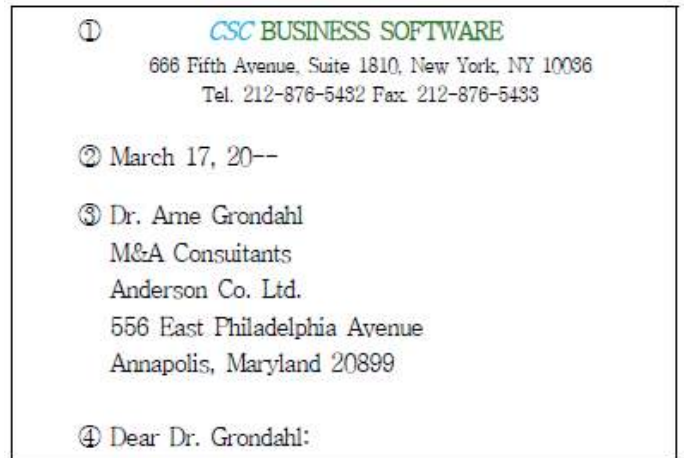 ① CSC BUSINESS SOFTWARE
666 Fifth Avenue, Suite 1810, New York, NY 10036
Tel. 212-876-5432 Fax. 212-876-5433
② March 17, 20--
③ Dr. Arne Grondahl
M&A Consuitants
Anderson Co. Ltd.
556 East Philadelphia Avenue
Annapolis, Maryland 20899
④ Dear Dr. Grondahl: